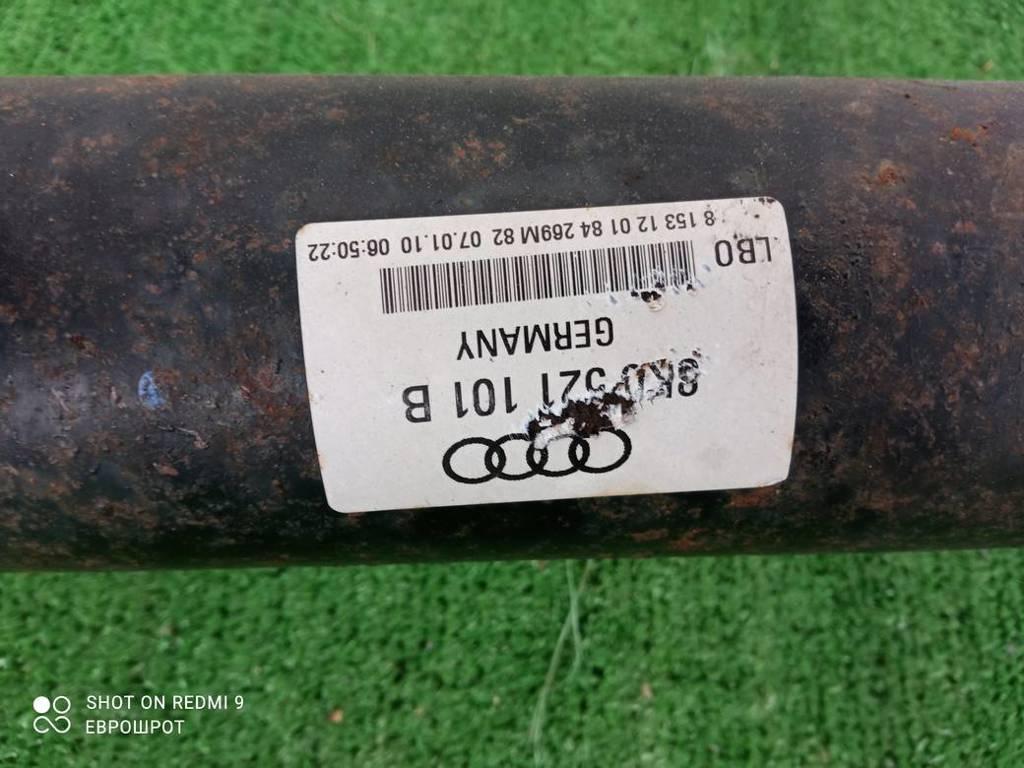 8K0 521 101 B
GERMANY
LBO
8 153 12 01 84 269M 82 07.01.10 06:50:22
SHOT ON REDMI 9
ЕВРОШРОТ